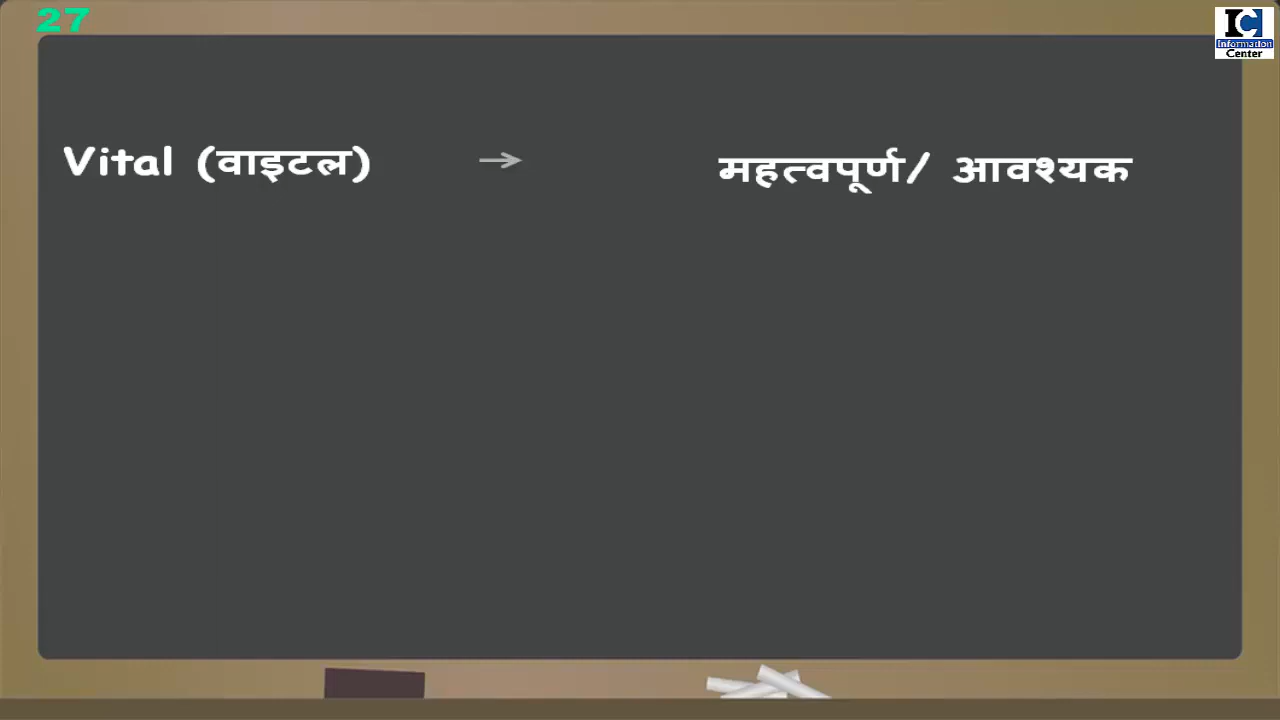 27
IC
Information
Center
Vital (वाइटल) → महत्वपूर्ण/ आवश्यक